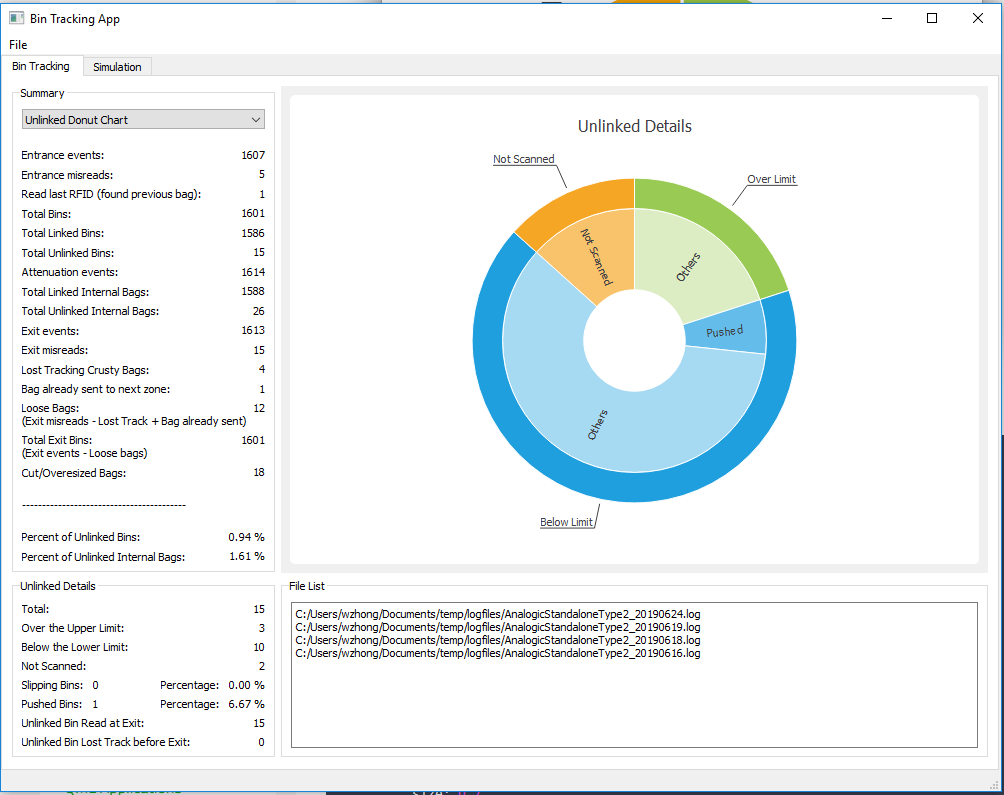 Bin Tracking App
File
Bin Tracking
Simulation
Summary
Unlinked Donut Chart
Entrance events: 1607
Entrance misreads: 5
Read last RFID (found previous bag): 1
Total Bins: 1601
Total Linked Bins: 1586
Total Unlinked Bins: 15
Attenuation events: 1614
Total Linked Internal Bags: 1588
Total Unlinked Internal Bags: 26
Exit events: 1613
Exit misreads: 15
Lost Tracking Crusty Bags: 4
Bag already sent to next zone: 1
Loose Bags: 12
(Exit misreads - Lost Track + Bag already sent)
Total Exit Bins: 1601
(Exit events - Loose bags)
Cut/Overesized Bags: 18
-----------------------------------------
Percent of Unlinked Bins: 0.94 %
Percent of Unlinked Internal Bags: 1.61 %
Unlinked Details
Total: 15
Over the Upper Limit: 3
Below the Lower Limit: 10
Not Scanned: 2
Slipping Bins: 0 Percentage: 0.00 %
Pushed Bins: 1 Percentage: 6.67 %
Unlinked Bin Read at Exit: 15
Unlinked Bin Lost Track before Exit: 0
Unlinked Details
Not Scanned
Over Limit
Not Scanned
Others
Pushed
Others
Below Limit
File List
C:/Users/wzhong/Documents/temp/logfiles/AnalogicStandaloneType2_20190624.log
C:/Users/wzhong/Documents/temp/logfiles/AnalogicStandaloneType2_20190619.log
C:/Users/wzhong/Documents/temp/logfiles/AnalogicStandaloneType2_20190618.log
C:/Users/wzhong/Documents/temp/logfiles/AnalogicStandaloneType2_20190616.log